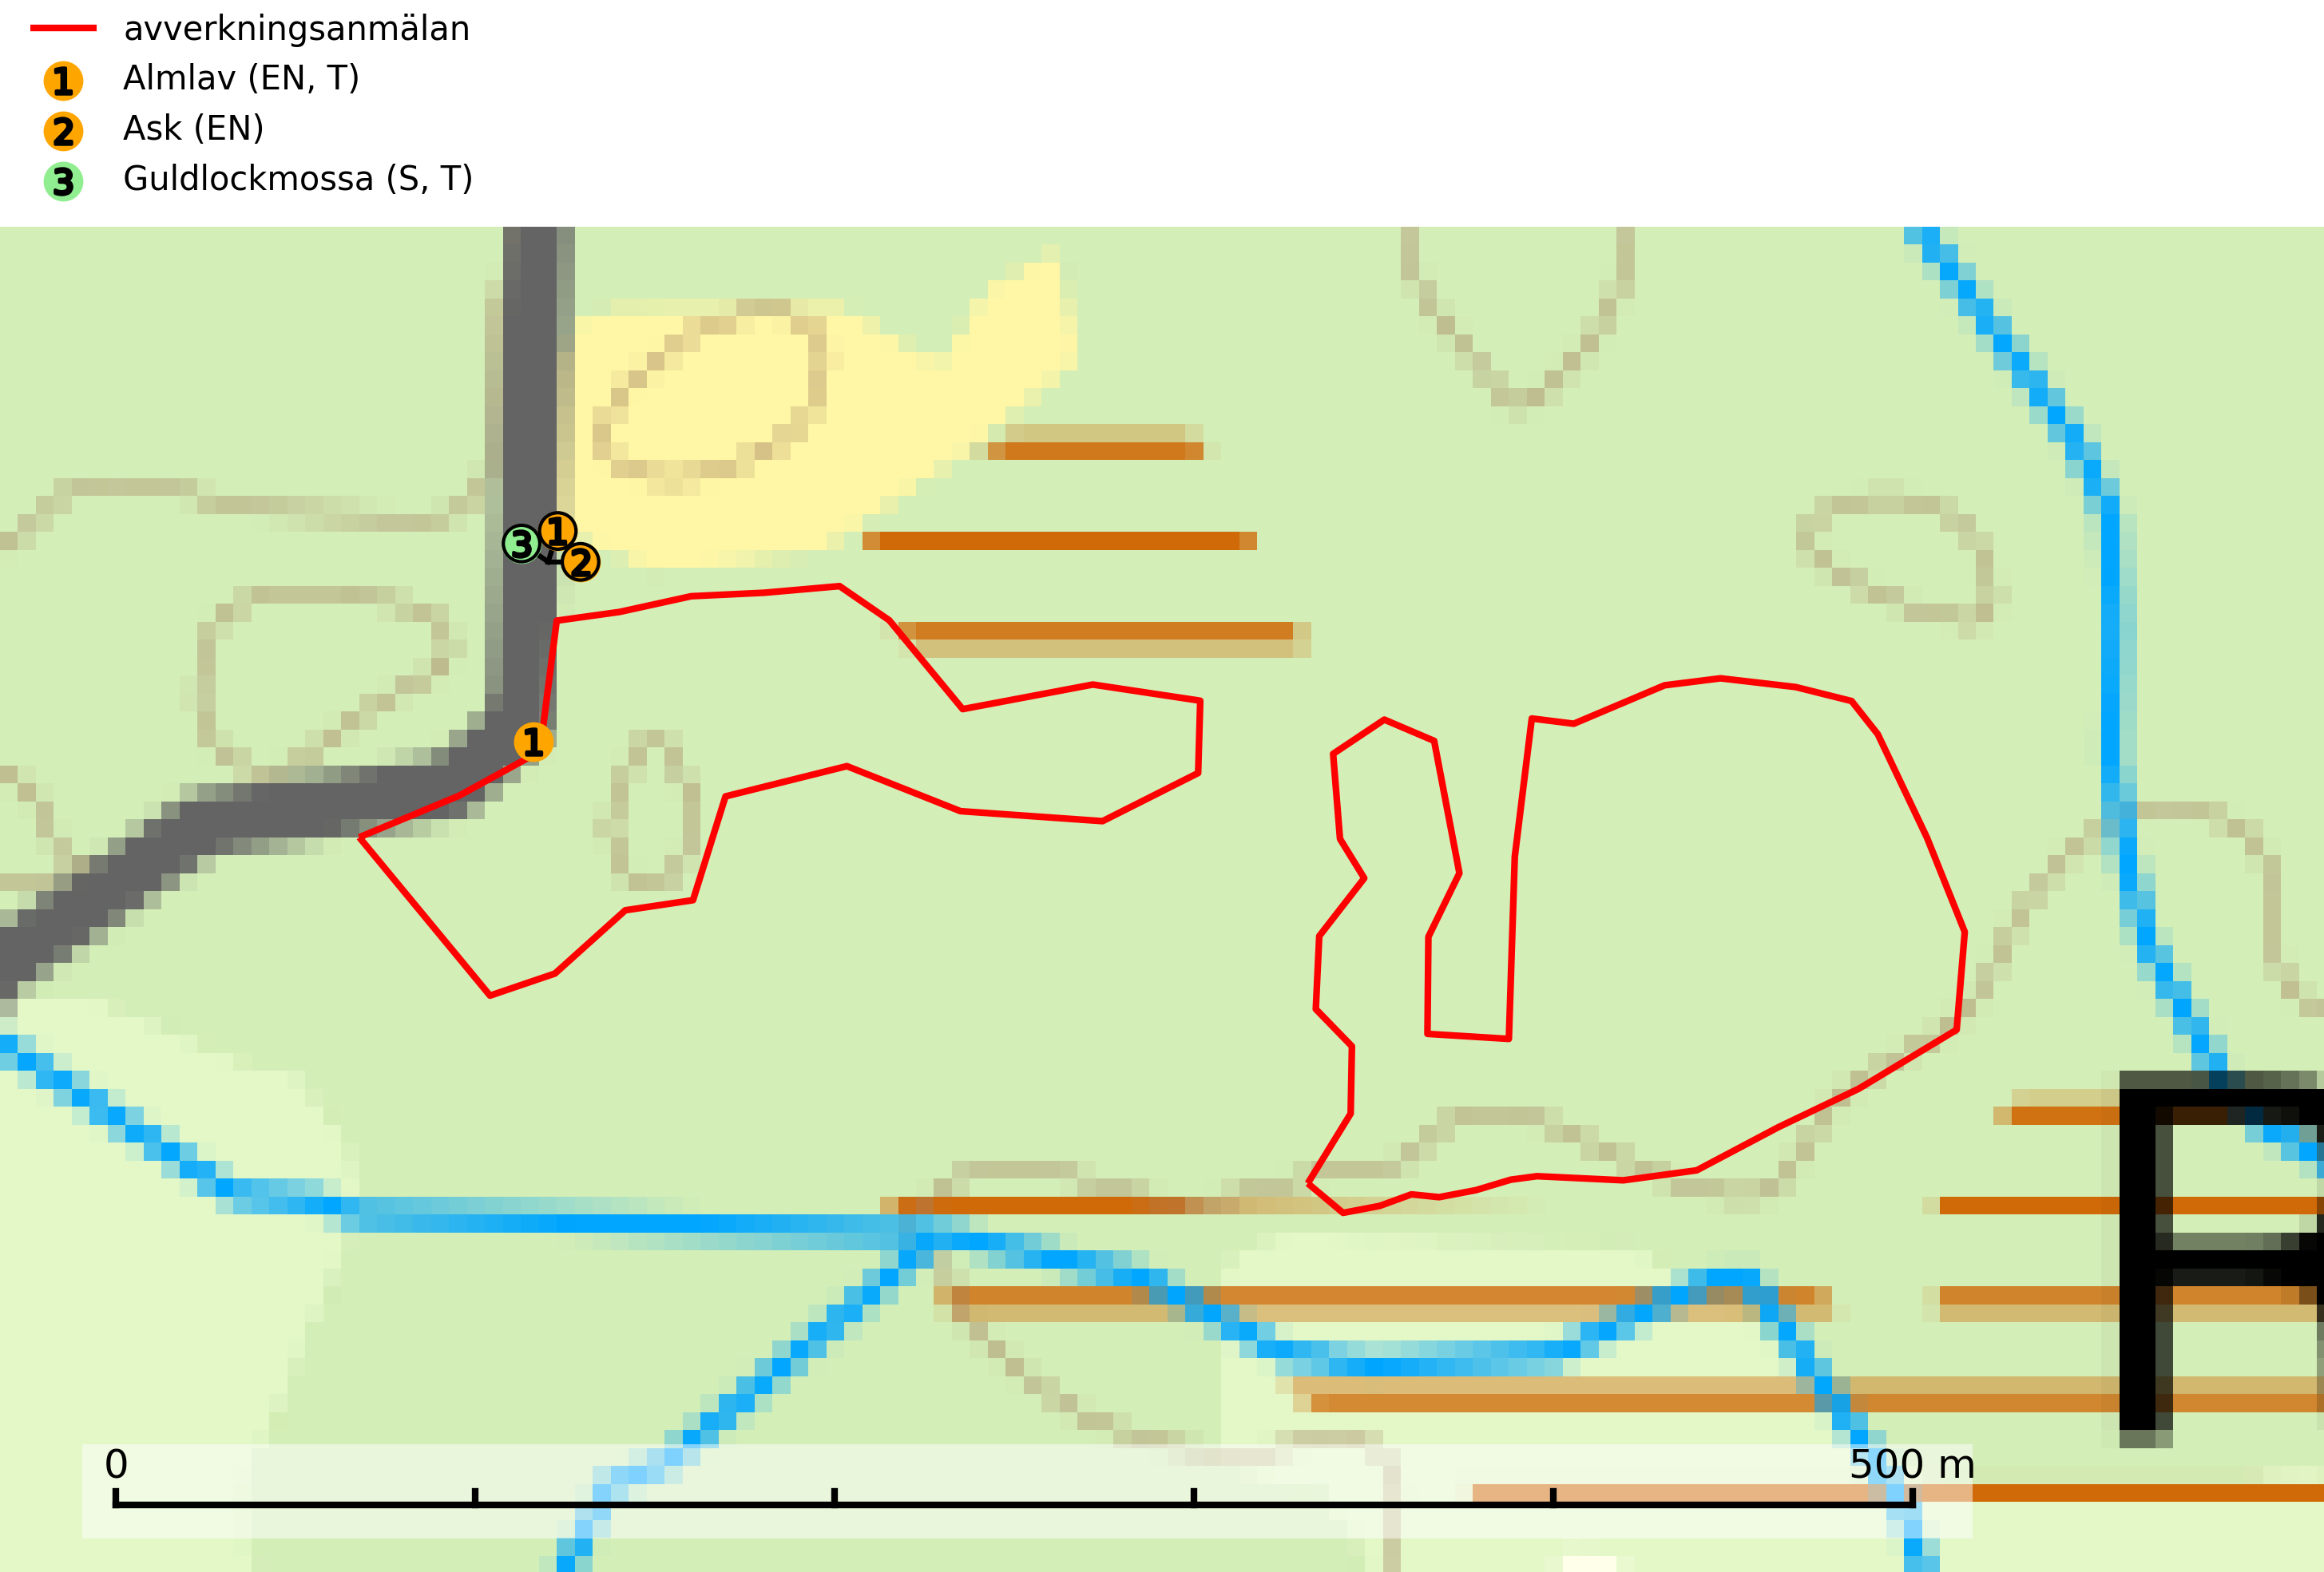 avverkningsanmälan
1 Almlav (EN, T)
2 Ask (EN)
3 Guldlockmossa (S, T)
3 1 2
1
0 500 m